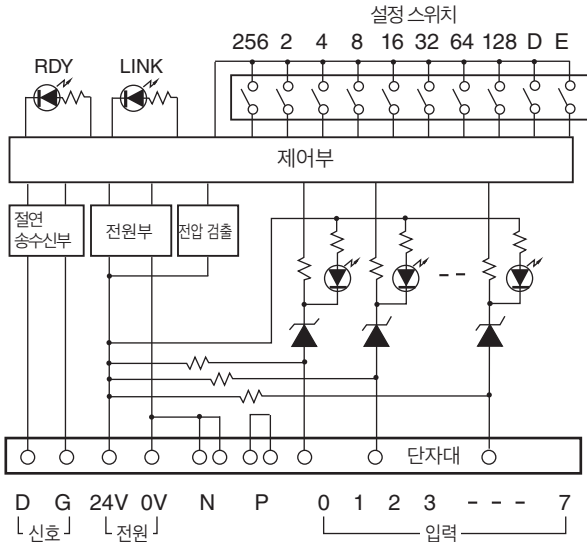 설정 스위치
256 2 4 8 16 32 64 128 D E
RDY LINK
제어부
절연
송수신부
전원부
전압 검출
단자대
D G 24V 0V N P 0 1 2 3 - - - 7
신호 전원 입력